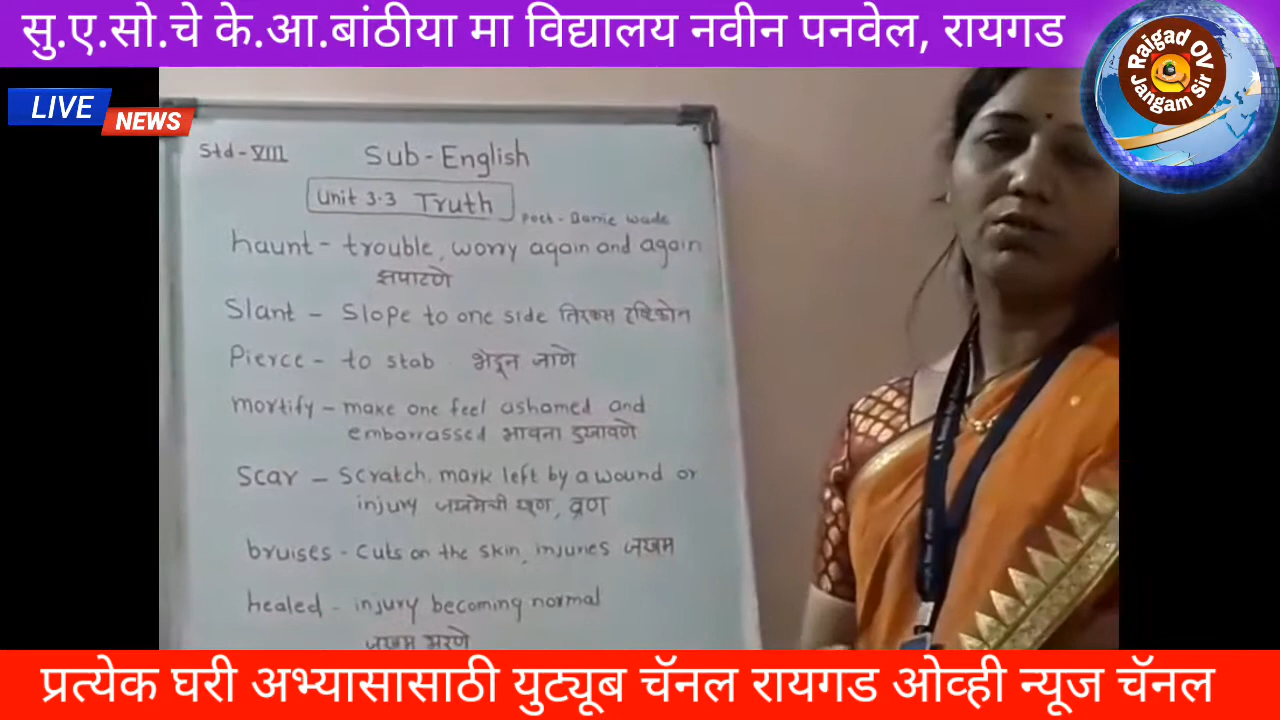 सु.ए.सो.चे के.आ.बांठीया मा विद्यालय नवीन पनवेल, रायगड
Raigad OV
Jangam Sir
LIVE
NEWS
Std-VIII Sub-English
Unit 3.3 Truth
Poet - Barrie Wade
haunt - trouble, worry again and again
झपाटणे
Slant - Slope to one side तिरकस दृष्टिकोन
Pierce - to stab भेदून जाणे
mortify - make one feel ashamed and
embarrassed भावना दुखावणे
Scar - Scratch, mark left by a wound or
injury जखमेची खूण, व्रण
bruises - Cuts on the skin, injuries जखम
healed - injury becoming normal
जखम भरणे
प्रत्येक घरी अभ्यासासाठी युट्यूब चॅनल रायगड ओव्ही न्यूज चॅनल